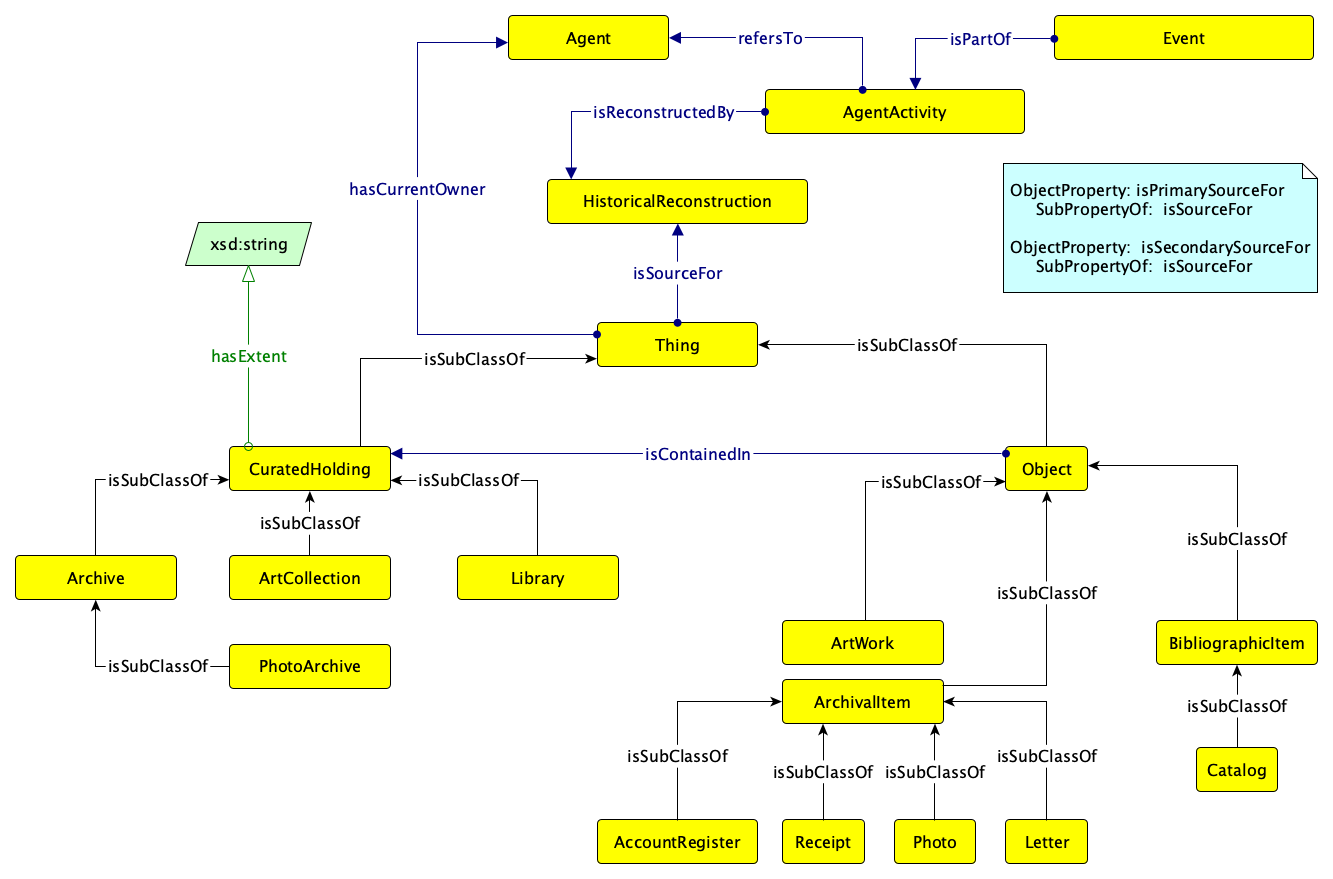 Agent
refersTo
isPartOf
Event
isReconstructedBy
AgentActivity
hasCurrentOwner
HistoricalReconstruction
ObjectProperty: isPrimarySourceFor
SubPropertyOf:  isSourceFor
ObjectProperty:  isSecondarySourceFor
SubPropertyOf:  isSourceFor
xsd:string
isSourceFor
hasExtent
isSubClassOf
Thing
isSubClassOf
isContainedIn
CuratedHolding
Object
isSubClassOf
isSubClassOf
isSubClassOf
isSubClassOf
isSubClassOf
Archive
ArtCollection
Library
isSubClassOf
ArtWork
BibliographicItem
isSubClassOf
PhotoArchive
ArchivalItem
isSubClassOf
isSubClassOf
isSubClassOf
isSubClassOf
isSubClassOf
Catalog
AccountRegister
Receipt
Photo
Letter